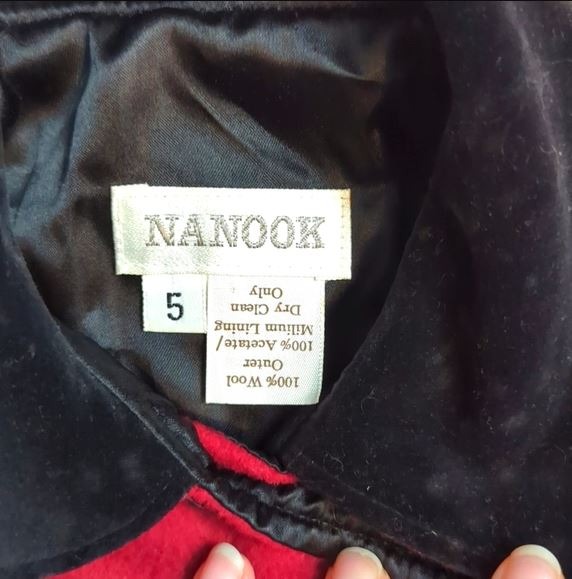 NANOOK
5
100% Wool
Outer
100% Acetate/
Milium Lining
Dry Clean
Only